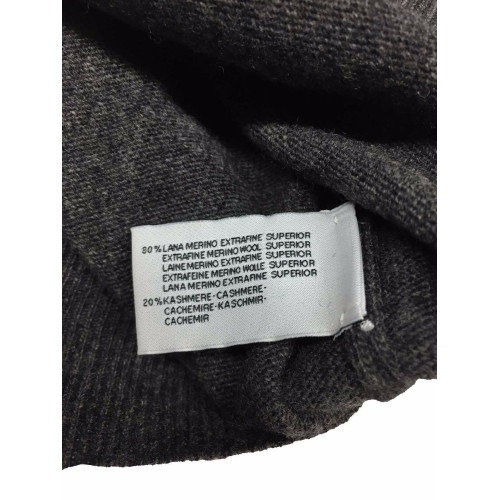 80% LANA MERINO EXTRAFINE SUPERIOR
EXTRAFINE MERINO WOOL SUPERIOR
LAINE MERINO EXTRAFINE SUPERIOR
EXTRAFEINE MERINO WOLLE SUPERIOR
LANA MERINO EXTRAFINE SUPERIOR
20% KASHMERE-CASHMERE-
CACHEMIRE-KASCHMIR-
CACHEMIR